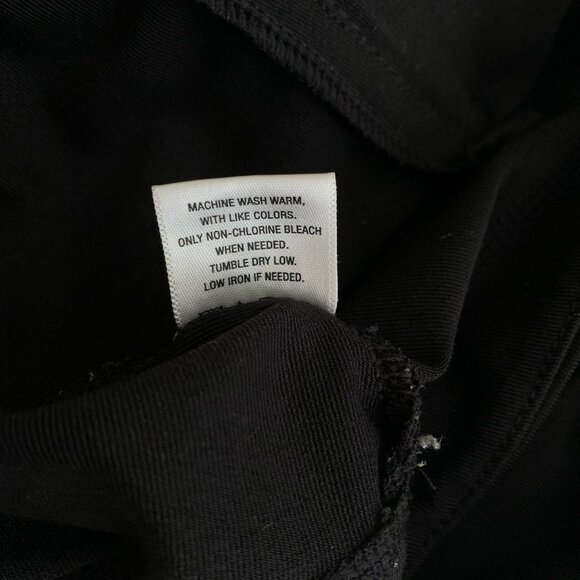 MACHINE WASH WARM,
WITH LIKE COLORS.
ONLY NON-CHLORINE BLEACH
WHEN NEEDED.
TUMBLE DRY LOW.
LOW IRON IF NEEDED.